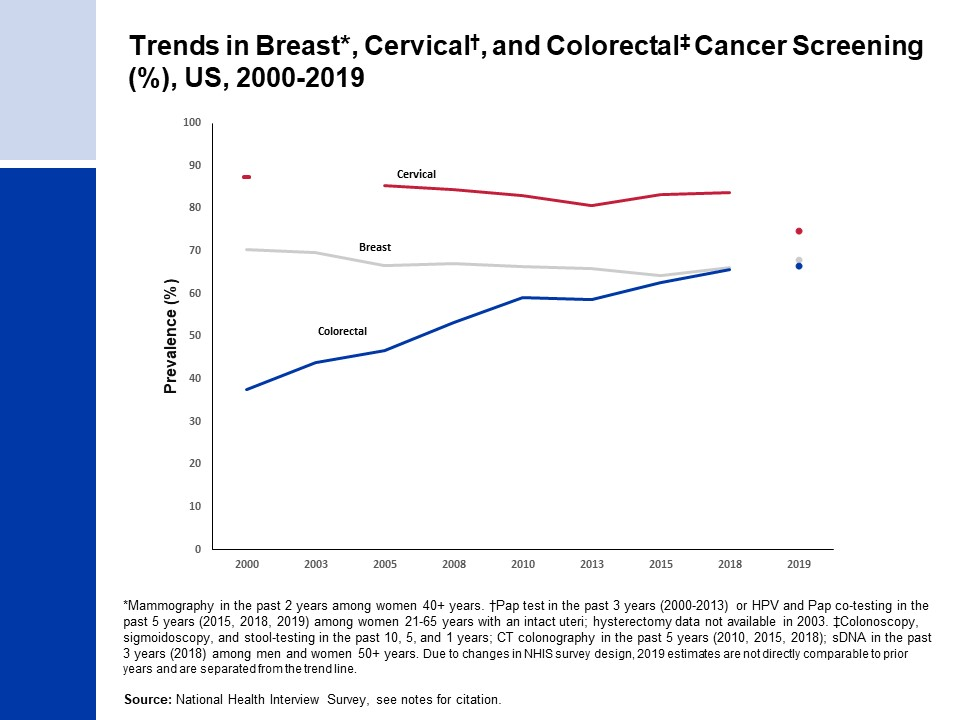 Trends in Breast*, Cervical†, and Colorectal‡ Cancer Screening
(%), US, 2000-2019
100
90
80
70
60
50
40
30
20
10
0
Prevalence (%)
Cervical
Breast
Colorectal
2000 2003 2005 2008 2010 2013 2015 2018 2019
*Mammography in the past 2 years among women 40+ years. †Pap test in the past 3 years (2000-2013) or HPV and Pap co-testing in the
past 5 years (2015, 2018, 2019) among women 21-65 years with an intact uteri; hysterectomy data not available in 2003. ‡Colonoscopy,
sigmoidoscopy, and stool-testing in the past 10, 5, and 1 years; CT colonography in the past 5 years (2010, 2015, 2018); sDNA in the past
3 years (2018) among men and women 50+ years. Due to changes in NHIS survey design, 2019 estimates are not directly comparable to prior
years and are separated from the trend line.
Source: National Health Interview Survey, see notes for citation.